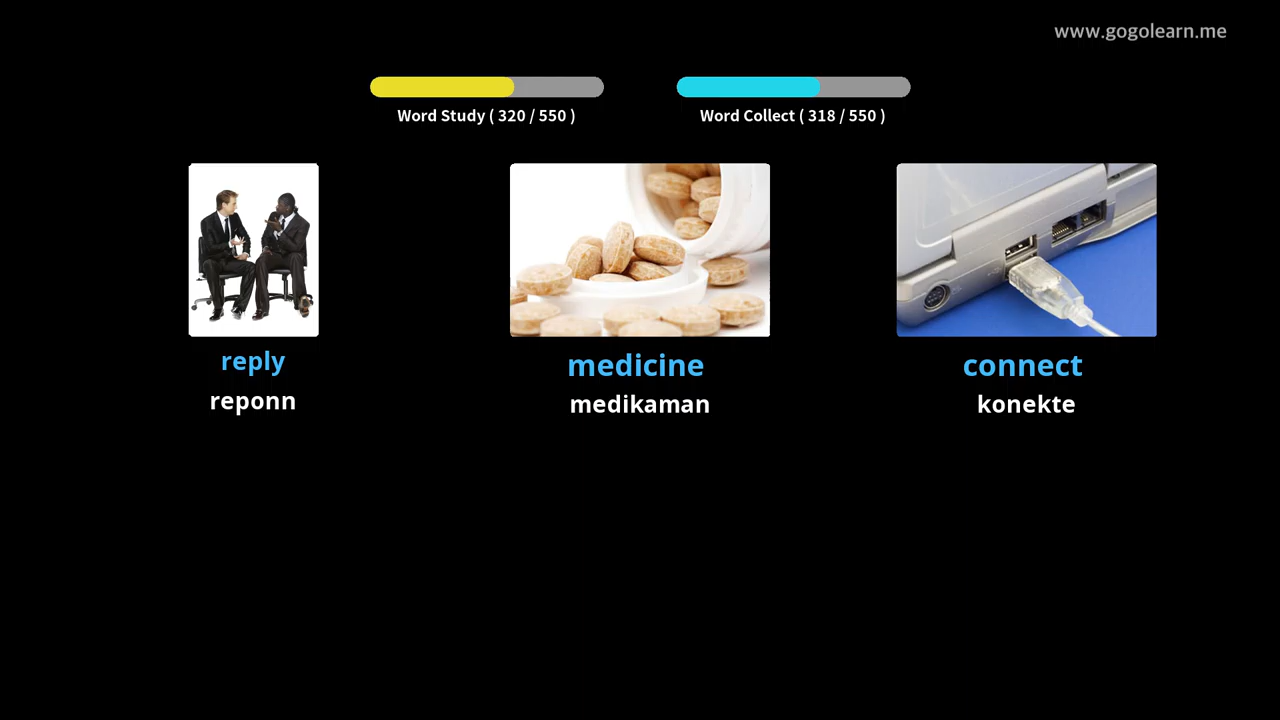 www.gogolearn.me
Word Study ( 320 / 550 )
Word Collect ( 318 / 550 )
reply
reponn
medicine
medikaman
connect
konekte